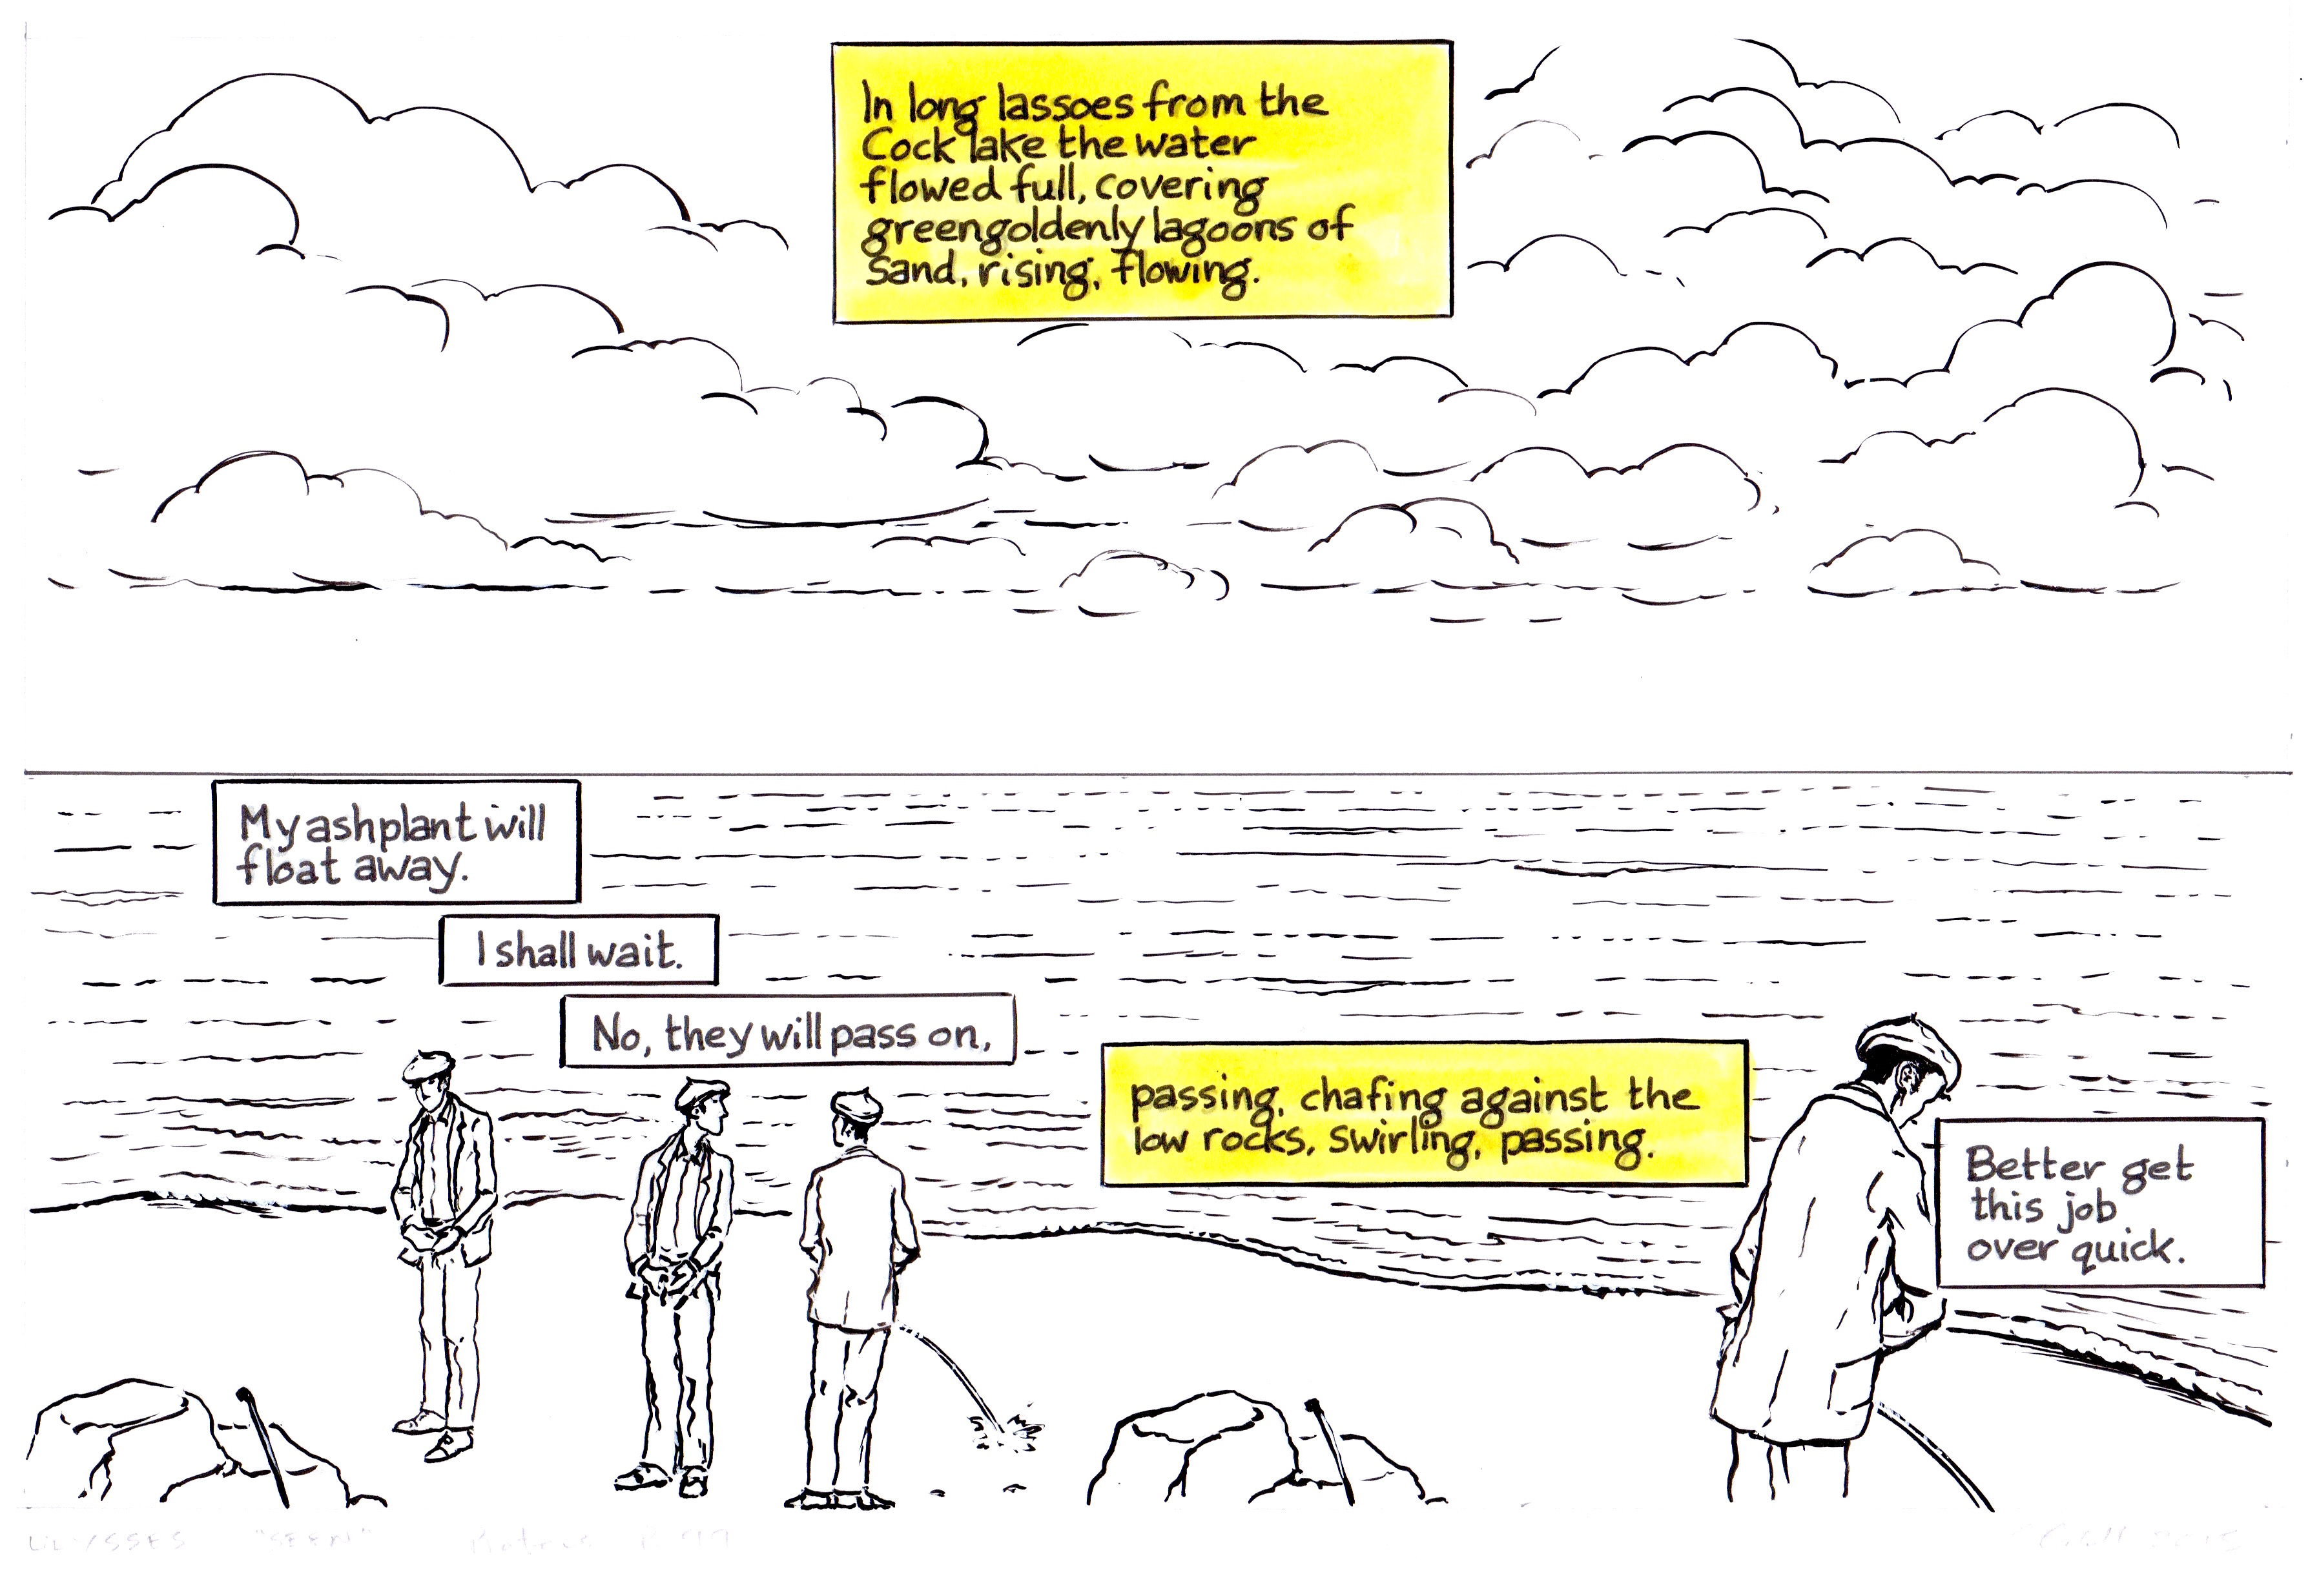 In long lassoes from the
Cock lake the water
flowed full, covering
greengoldenly lagoons of
sand, rising, flowing.
My ashplant will
float away.
I shall wait.
No, they will pass on,
passing, chafing against the
low rocks, swirling, passing.
Better get
this job
over quick.
ULYSSES "SEEN"